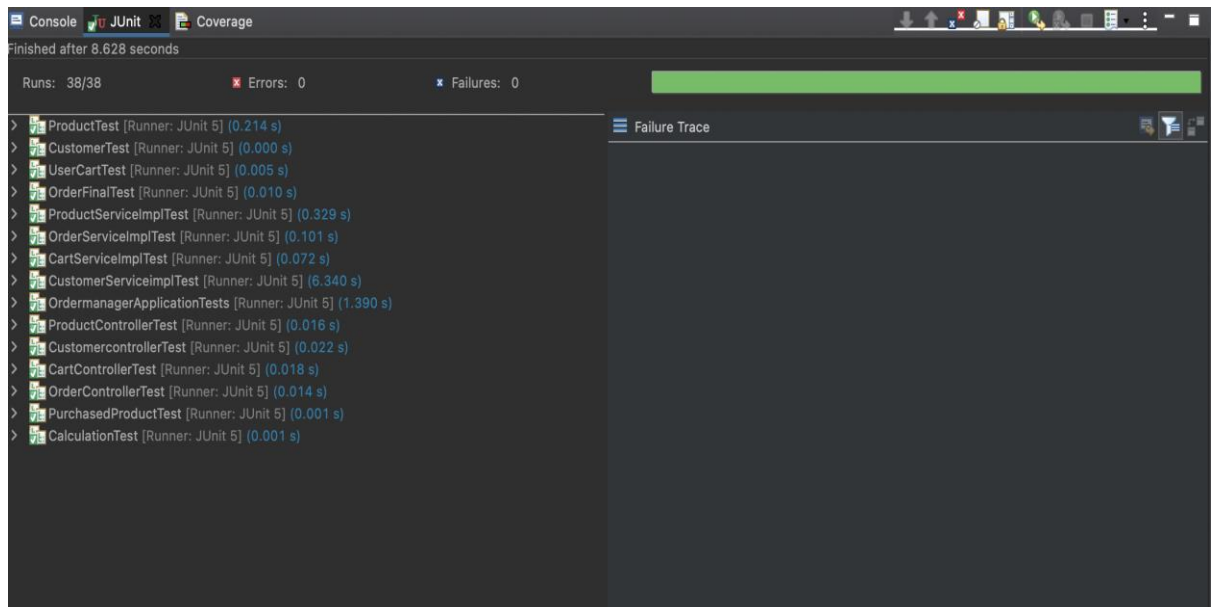 Console JUnit Coverage
Finished after 8.628 seconds
Runs: 38/38 Errors: 0 Failures: 0
ProductTest [Runner: JUnit 5] (0.214 s)
Failure Trace
CustomerTest [Runner: JUnit 5] (0.000 s)
UserCartTest [Runner: JUnit 5] (0.005 s)
OrderFinalTest [Runner: JUnit 5] (0.010 s)
ProductServiceImplTest [Runner: JUnit 5] (0.329 s)
OrderServiceImplTest [Runner: JUnit 5] (0.101 s)
CartServiceImplTest [Runner: JUnit 5] (0.072 s)
CustomerServiceimplTest [Runner: JUnit 5] (6.340 s)
OrdermanagerApplicationTests [Runner: JUnit 5] (1.390 s)
ProductControllerTest [Runner: JUnit 5] (0.016 s)
CustomercontrollerTest [Runner: JUnit 5] (0.022 s)
CartControllerTest [Runner: JUnit 5] (0.018 s)
OrderControllerTest [Runner: JUnit 5] (0.014 s)
PurchasedProductTest [Runner: JUnit 5] (0.001 s)
CalculationTest [Runner: JUnit 5] (0.001 s)